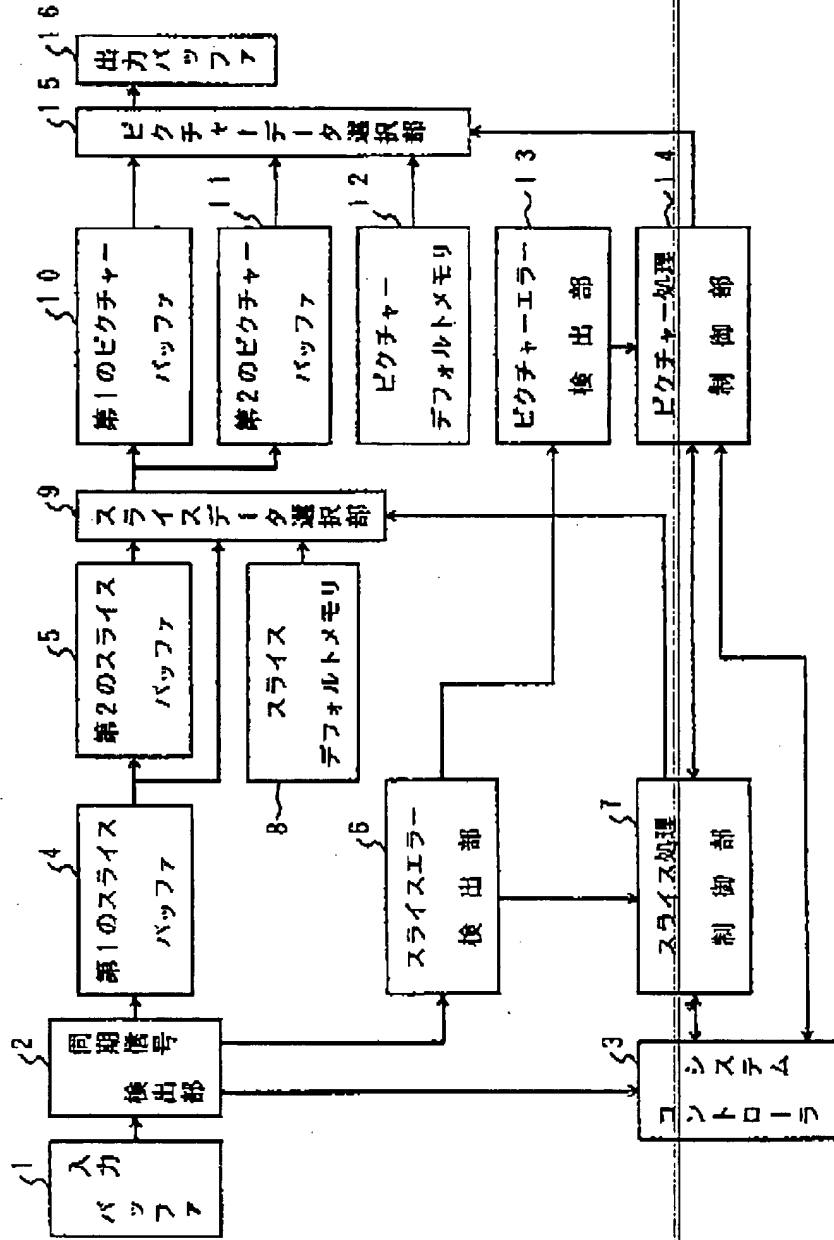 1
入力
バッファ
2
同期信号
検出部
3
システム
コントローラ
4
第1のスライス
バッファ
5
第2のスライス
バッファ
6
スライスエラー
検出部
7
スライス処理
制御部
8
スライス
デフォルトメモリ
9
スライスデータ選択部
10
第1のピクチャー
バッファ
11
第2のピクチャー
バッファ
12
ピクチャー
デフォルトメモリ
13
ピクチャーエラー
検出部
14
ピクチャー処理
制御部
15
ピクチャーデータ選択部
16
出力バッファ